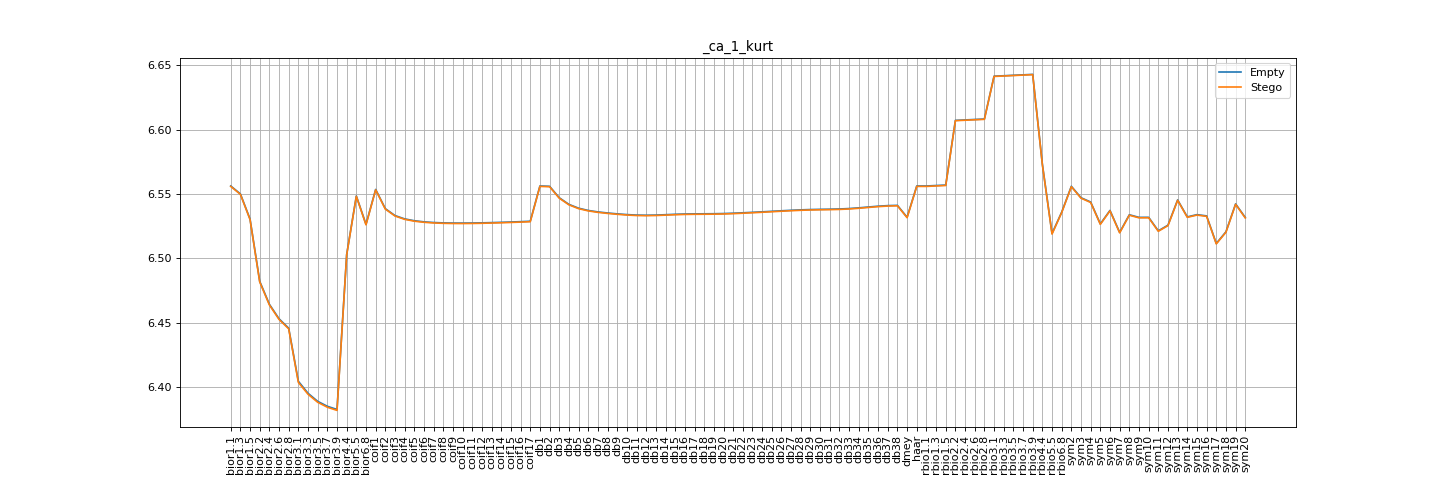 _ca_1_kurt
6.65
6.60
6.55
6.50
6.45
6.40
Empty
Stego
bior1.1
bior1.3
bior1.5
bior2.2
bior2.4
bior2.6
bior2.8
bior3.1
bior3.3
bior3.5
bior3.7
bior3.9
bior4.4
bior5.5
bior6.8
coif1
coif2
coif3
coif4
coif5
coif6
coif7
coif8
coif9
coif10
coif11
coif12
coif13
coif14
coif15
coif16
coif17
db1
db2
db3
db4
db5
db6
db7
db8
db9
db10
db11
db12
db13
db14
db15
db16
db17
db18
db19
db20
db21
db22
db23
db24
db25
db26
db27
db28
db29
db30
db31
db32
db33
db34
db35
db36
db37
db38
dmey
haar
rbio1.1
rbio1.3
rbio1.5
rbio2.2
rbio2.4
rbio2.6
rbio2.8
rbio3.1
rbio3.3
rbio3.5
rbio3.7
rbio3.9
rbio4.4
rbio5.5
rbio6.8
sym2
sym3
sym4
sym5
sym6
sym7
sym8
sym9
sym10
sym11
sym12
sym13
sym14
sym15
sym16
sym17
sym18
sym19
sym20